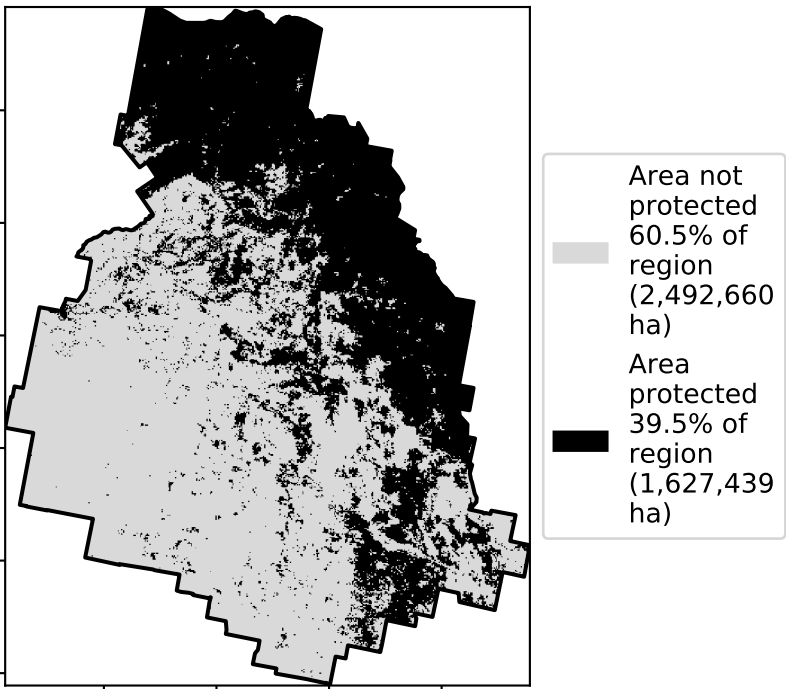 Area not
protected
60.5% of
region
(2,492,660
ha)
Area
protected
39.5% of
region
(1,627,439
ha)